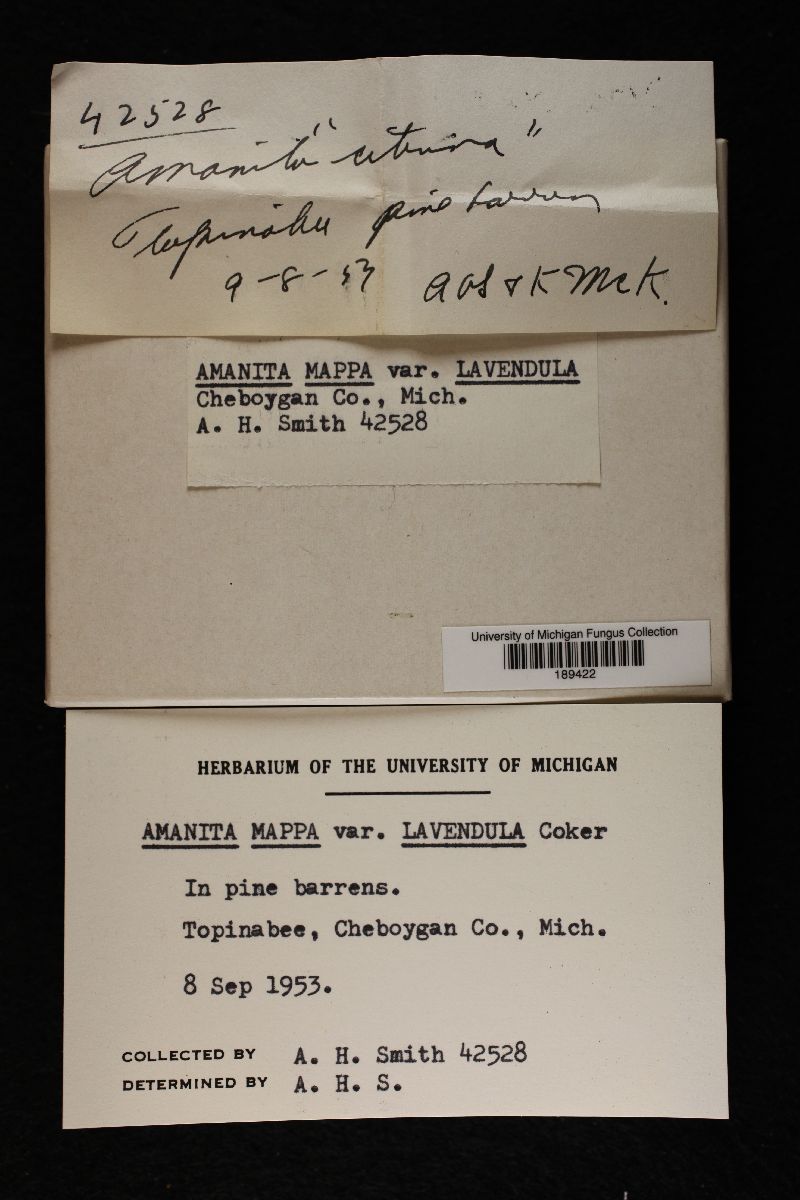 42528
Amanita "citrina"
Topinabee pine barrens
9-8-53 AHS & K McK.
AMANITA MAPPA var. LAVENDULA
Cheboygan Co., Mich.
A. H. Smith 42528
University of Michigan Fungus Collection
189422
HERBARIUM OF THE UNIVERSITY OF MICHIGAN
AMANITA MAPPA var. LAVENDULA Coker
In pine barrens.
Topinabee, Cheboygan Co., Mich.
8 Sep 1953.
COLLECTED BY A. H. Smith 42528
DETERMINED BY A. H. S.